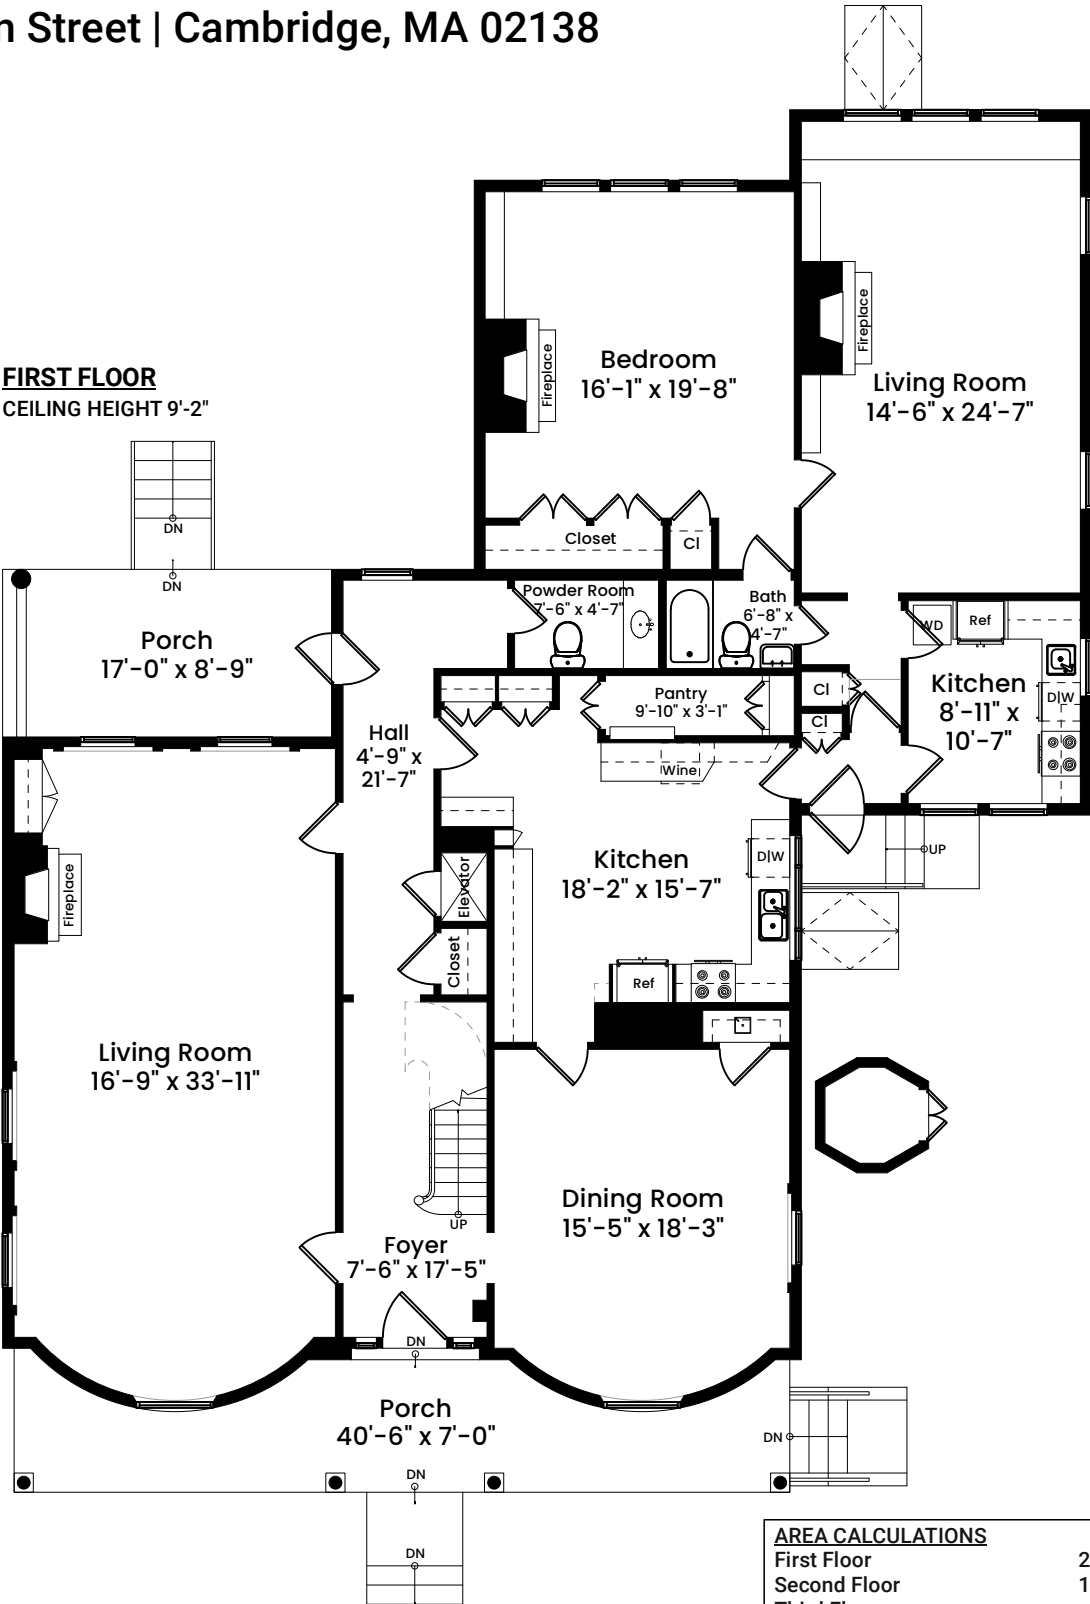 Street | Cambridge, MA 02138
FIRST FLOOR
CEILING HEIGHT 9'-2"
Fireplace
Bedroom
16'-1" x 19'-8"
Fireplace
Living Room
14'-6" x 24'-7"
DN
DN
Closet
Cl
Porch
17'-0" x 8'-9"
Powder Room
7'-6" x 4'-7"
Bath
6'-8" x
4'-7"
WD
Ref
Kitchen
8'-11" x
10'-7"
D|W
Cl
Cl
Pantry
9'-10" x 3'-1"
Wine
Hall
4'-9" x
21'-7"
UP
Fireplace
Elevator
Closet
Kitchen
18'-2" x 15'-7"
D|W
Ref
Living Room
16'-9" x 33'-11"
UP
Foyer
7'-6" x 17'-5"
Dining Room
15'-5" x 18'-3"
DN
Porch
40'-6" x 7'-0"
DN
DN
DN
AREA CALCULATIONS
First Floor 2
Second Floor 1